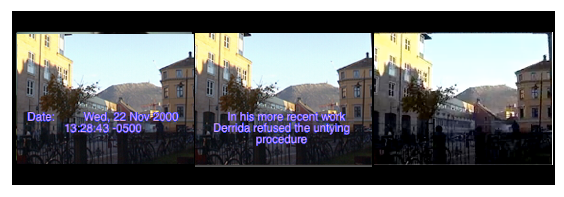 Date: Wed, 22 Nov 2000
13:28:43 -0500
In his more recent work
Derrida refused the untying
procedure